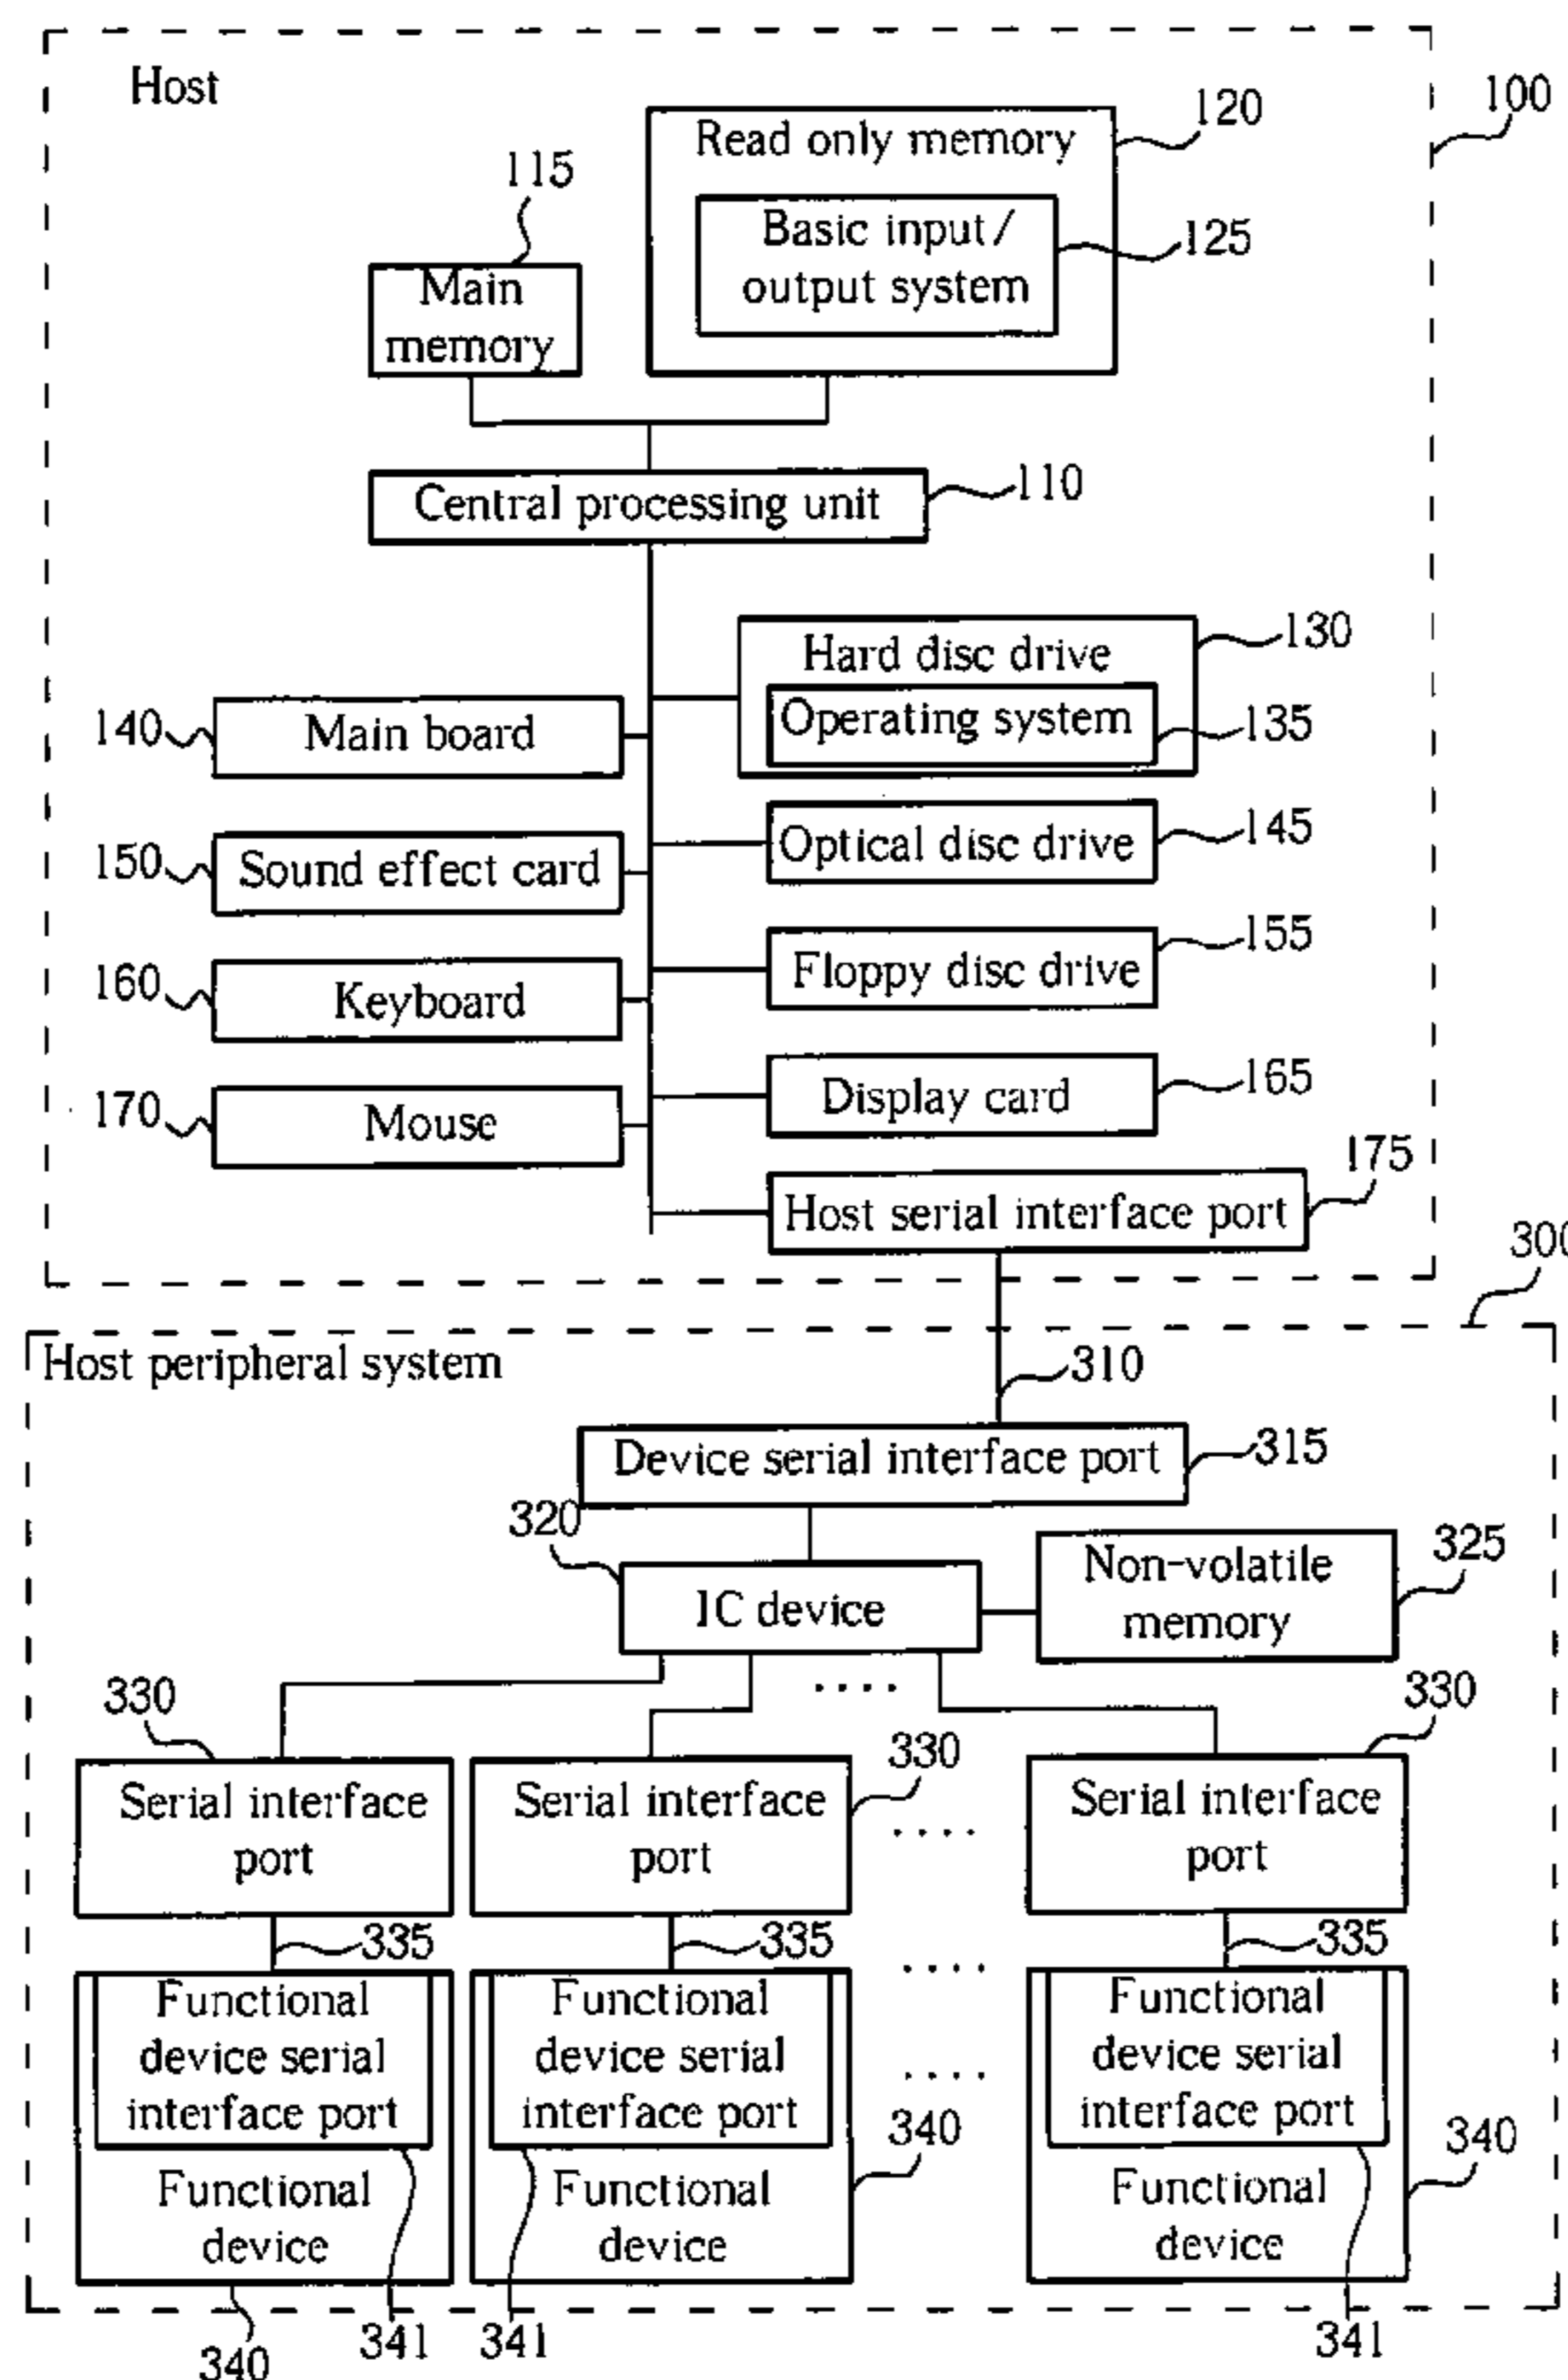 Host
100
120
Read only memory
115
Basic input/
output system
125
Main
memory
Central processing unit
110
130
Hard disc drive
Operating system
135
140
Main board
Optical disc drive
145
150
Sound effect card
155
Floppy disc drive
160
Keyboard
165
Display card
170
Mouse
175
Host serial interface port
300
Host peripheral system
310
Device serial interface port
315
320
IC device
Non-volatile
memory
325
....
330
Serial interface
port
330
Serial interface
port
....
330
Serial interface
port
335
335
335
....
Functional
device serial
interface port
Functional
device
340
341
Functional
device serial
interface port
Functional
device
340
341
....
Functional
device serial
interface port
Functional
device
340
341